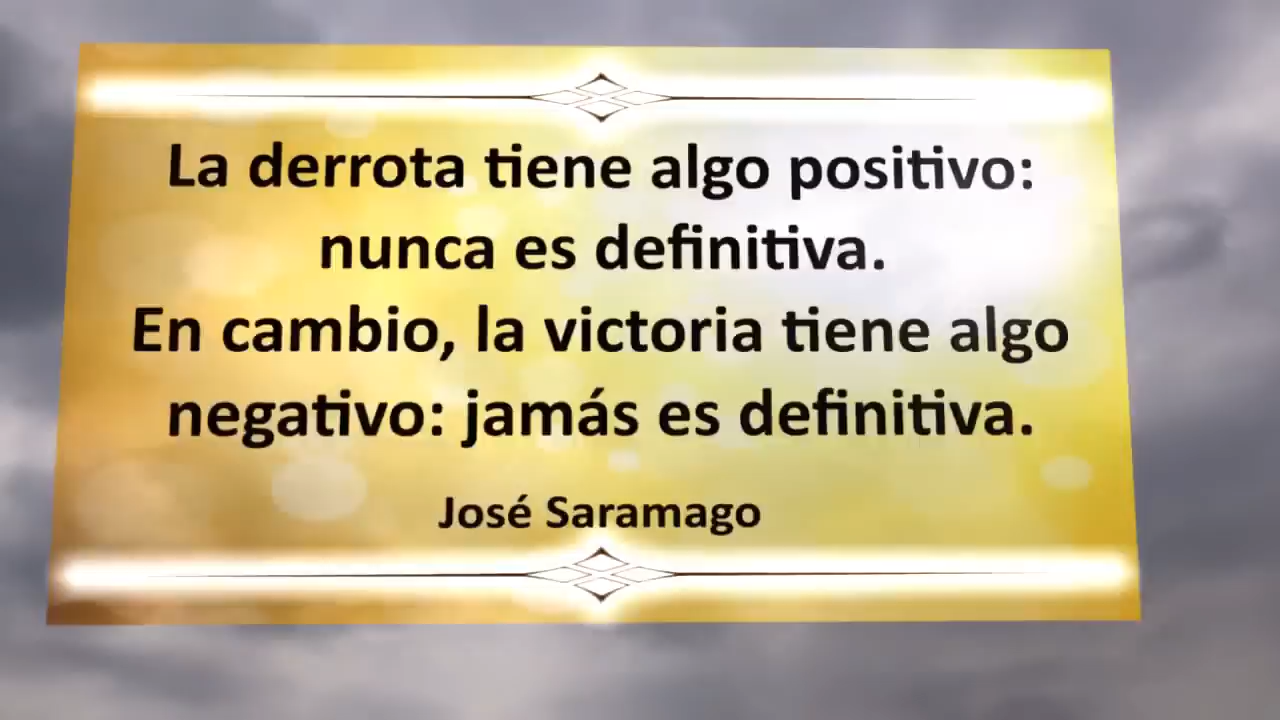 La derrota tiene algo positivo:
nunca es definitiva.
En cambio, la victoria tiene algo
negativo: jamás es definitiva.
José Saramago